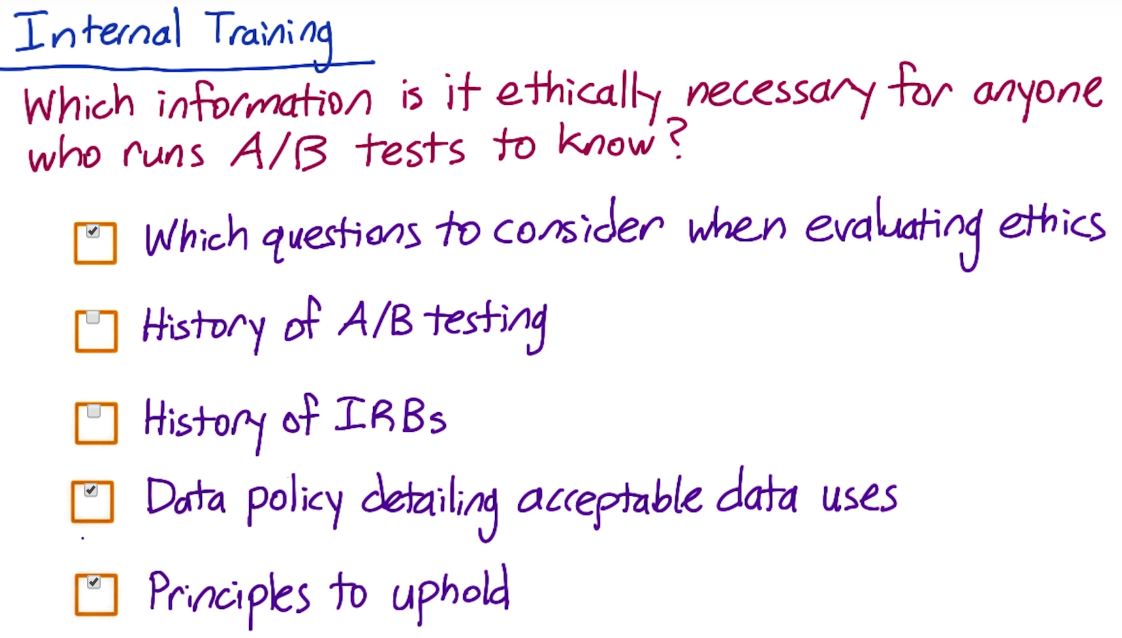 Internal Training
Which information is it ethically necessary for anyone
who runs A/B tests to know?
Which questions to consider when evaluating ethics
History of A/B testing
History of IRBs
Data policy detailing acceptable data uses
Principles to uphold